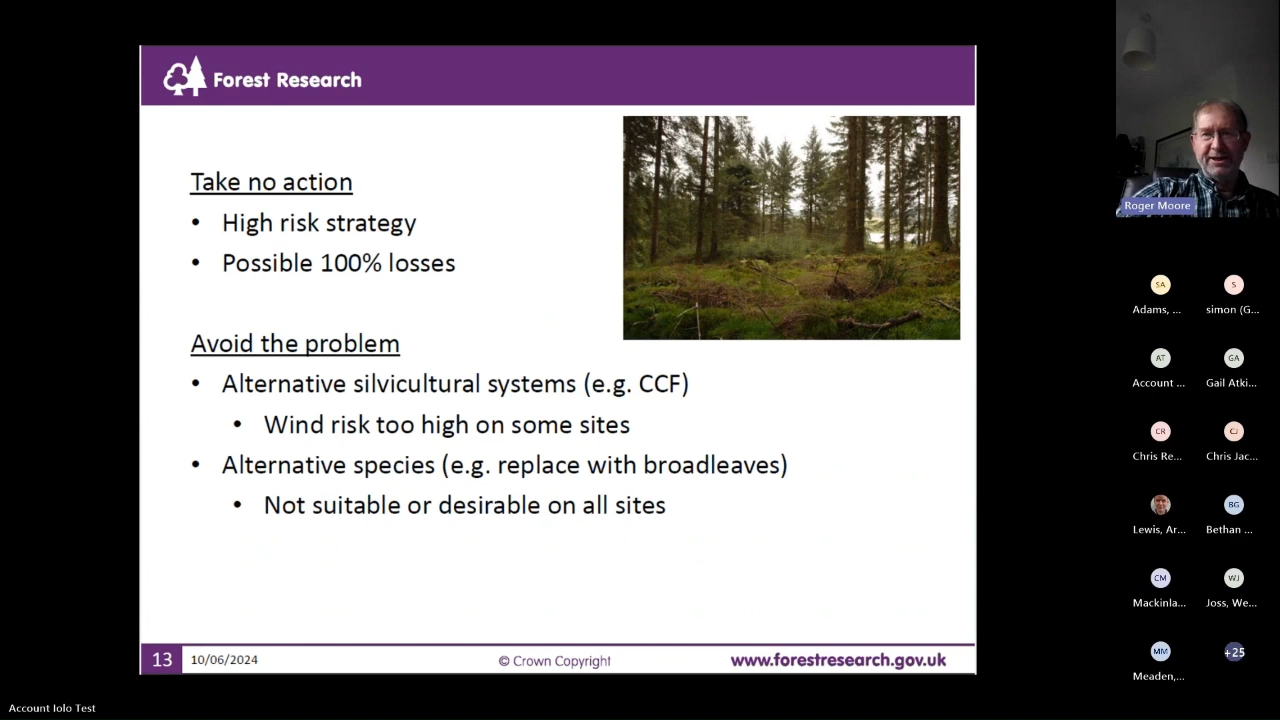 Forest Research
Take no action
• High risk strategy
• Possible 100% losses
Avoid the problem
• Alternative silvicultural systems (e.g. CCF)
• Wind risk too high on some sites
• Alternative species (e.g. replace with broadleaves)
• Not suitable or desirable on all sites
13 10/06/2024 © Crown Copyright www.forestresearch.gov.uk
Roger Moore
SA S
Adams, ... simon (G...
AT GA
Account ... Gail Atki...
CR CJ
Chris Re... Chris Jac...
BG
Lewis, Ar... Bethan ...
CM WJ
Mackinla... Joss, We...
MM +25
Meaden,...
Account Iolo Test